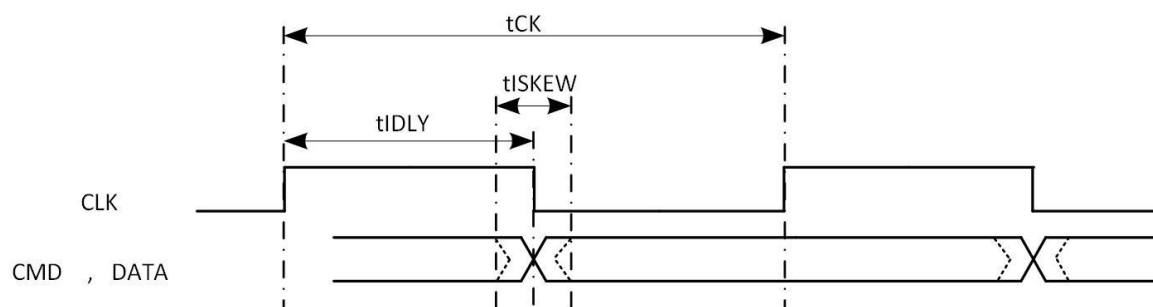 tCK
tISKEW
tIDLY
CLK
CMD , DATA